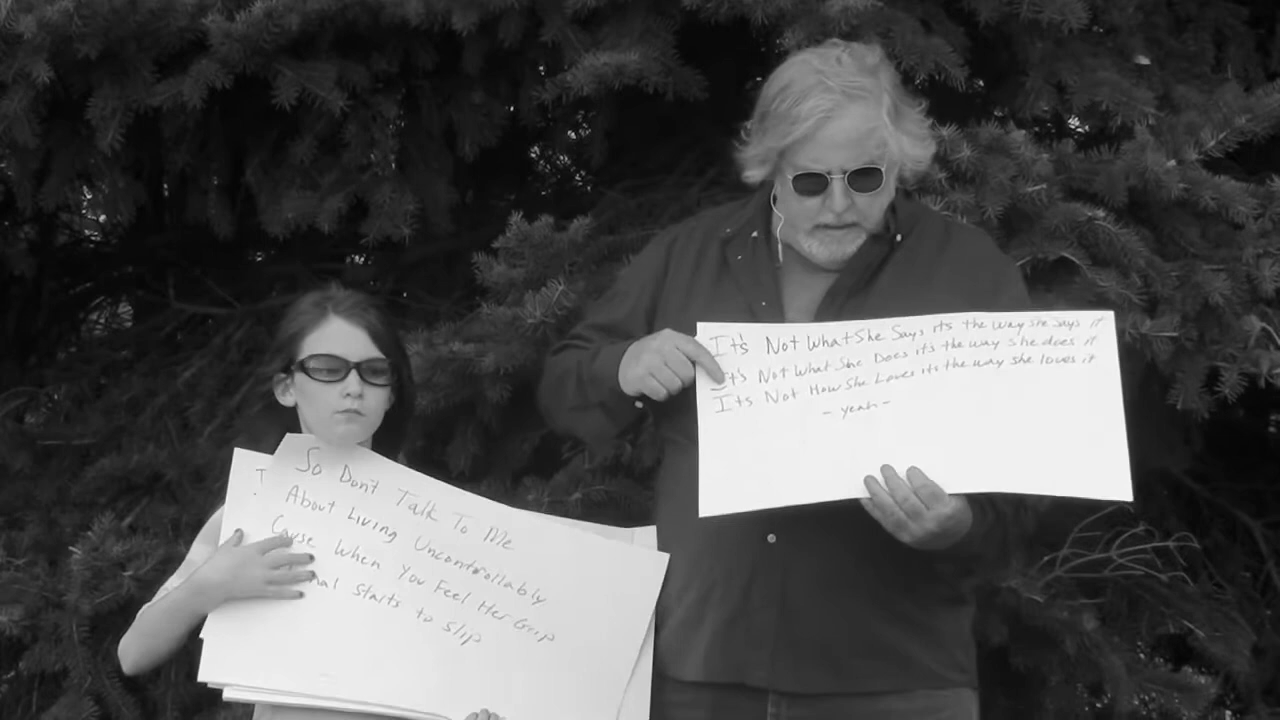 So Don't Talk To Me
About Living Uncontrollably
Cause When You Feel Her Grip
starts to slip
It's Not What She Says its the way she says it
It's Not What She Does it's the way she does it
Its Not How She Loves its the way she loves it
- yeah -